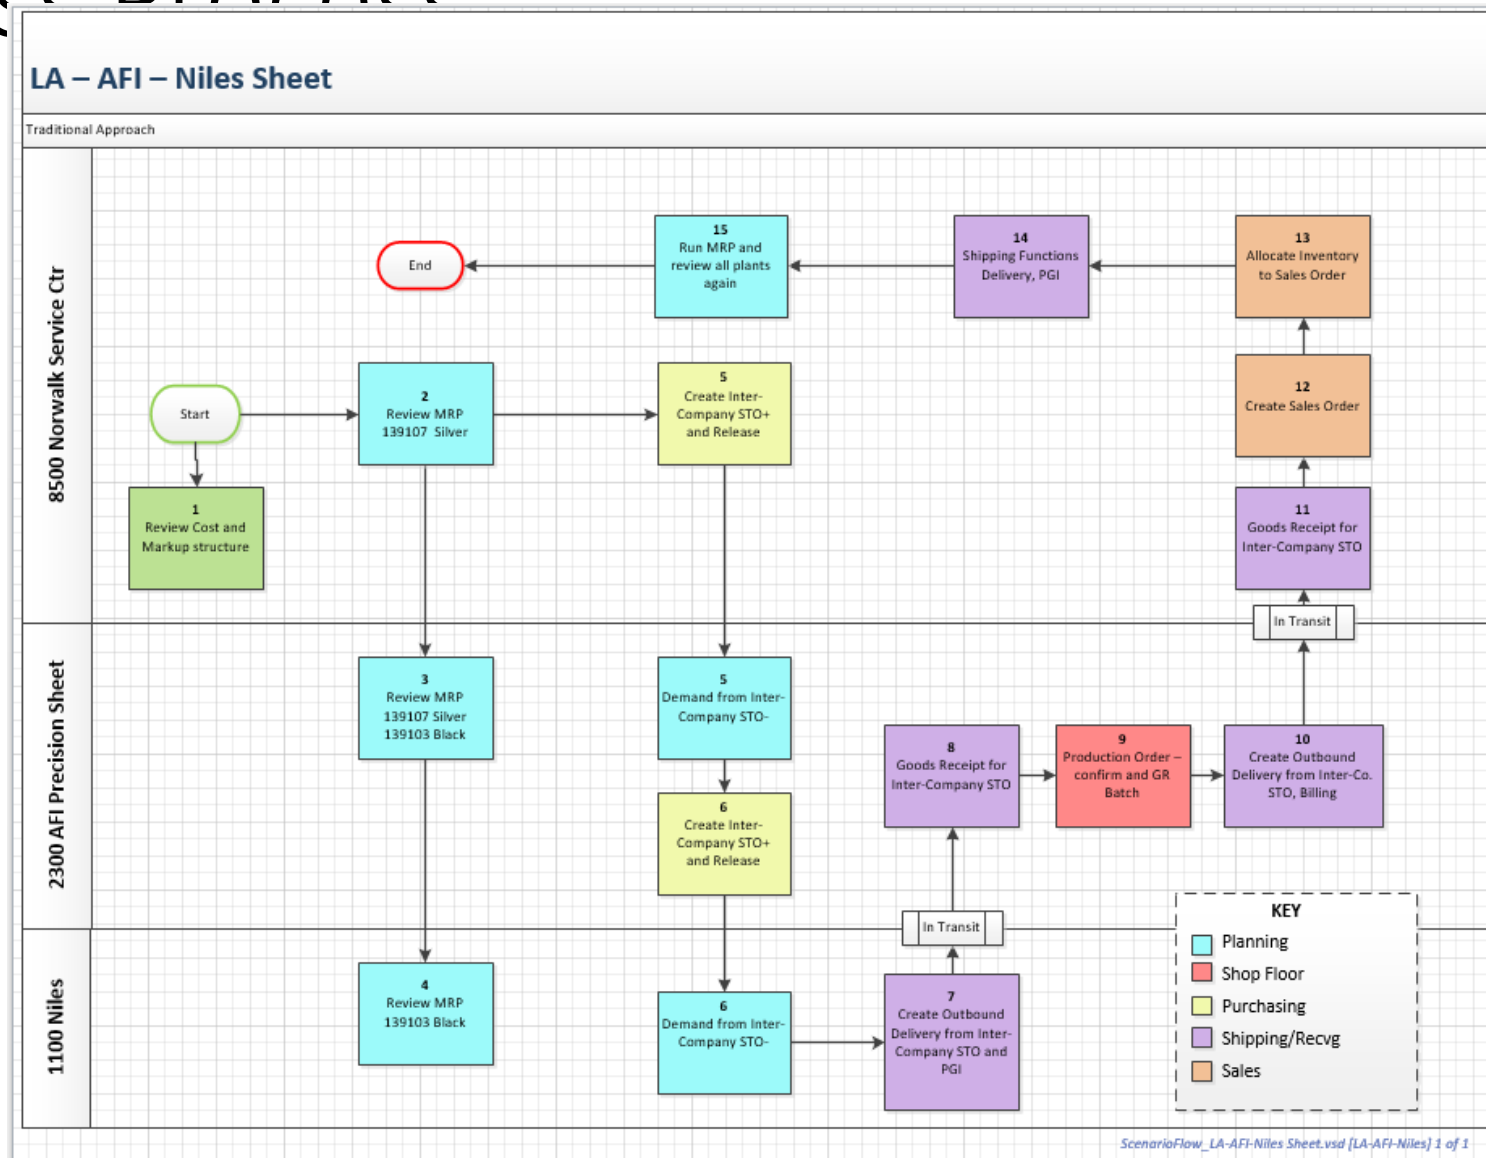 LA – AFI – Niles Sheet
Traditional Approach
8500 Norwalk Service Ctr
End
15
Run MRP and
review all plants
again
14
Shipping Functions
Delivery, PGI
13
Allocate Inventory
to Sales Order
Start
2
Review MRP
139107 Silver
5
Create Inter-
Company STO+
and Release
12
Create Sales Order
1
Review Cost and
Markup structure
11
Goods Receipt for
Inter-Company STO
In Transit
2300 AFI Precision Sheet
3
Review MRP
139107 Silver
139103 Black
5
Demand from Inter-
Company STO-
6
Create Inter-
Company STO+
and Release
8
Goods Receipt for
Inter-Company STO
9
Production Order –
confirm and GR
Batch
10
Create Outbound
Delivery from Inter-Co.
STO, Billing
In Transit
1100 Niles
4
Review MRP
139103 Black
6
Demand from Inter-
Company STO-
7
Create Outbound
Delivery from Inter-
Company STO and
PGI
KEY
Planning
Shop Floor
Purchasing
Shipping/Recvg
Sales
ScenarioFlow_LA-AFI-Niles Sheet.vsd [LA-AFI-Niles] 1 of 1